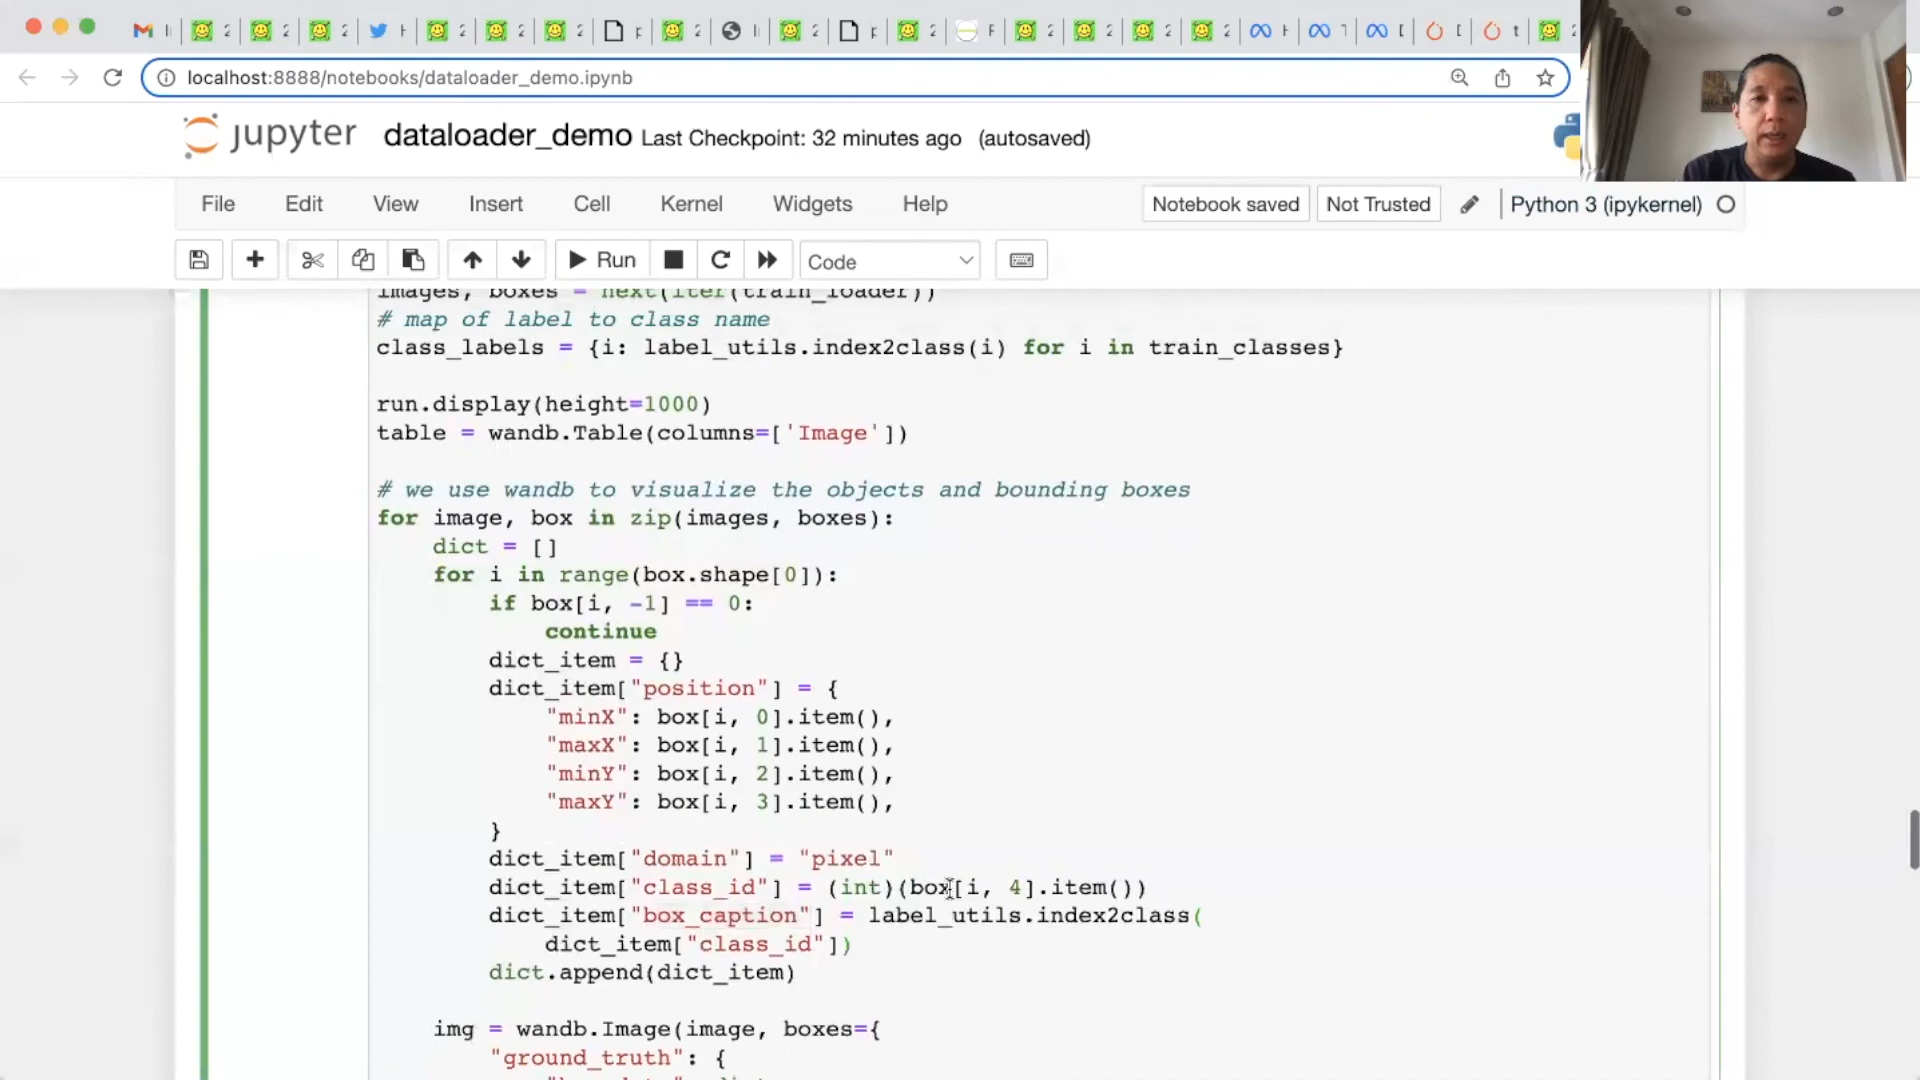 localhost:8888/notebooks/dataloader_demo.ipynb
jupyter dataloader_demo Last Checkpoint: 32 minutes ago (autosaved)
File Edit View Insert Cell Kernel Widgets Help Notebook saved Not Trusted Python 3 (ipykernel)
Run Code
images, boxes = next(iter(train_loader))
# map of label to class name
class_labels = {i: label_utils.index2class(i) for i in train_classes}
run.display(height=1000)
table = wandb.Table(columns=['Image'])
# we use wandb to visualize the objects and bounding boxes
for image, box in zip(images, boxes):
dict = []
for i in range(box.shape[0]):
if box[i, -1] == 0:
continue
dict_item = {}
dict_item["position"] = {
"minX": box[i, 0].item(),
"maxX": box[i, 1].item(),
"minY": box[i, 2].item(),
"maxY": box[i, 3].item(),
}
dict_item["domain"] = "pixel"
dict_item["class_id"] = (int)(box[i, 4].item())
dict_item["box_caption"] = label_utils.index2class(
dict_item["class_id"])
dict.append(dict_item)
img = wandb.Image(image, boxes={
"ground_truth": {